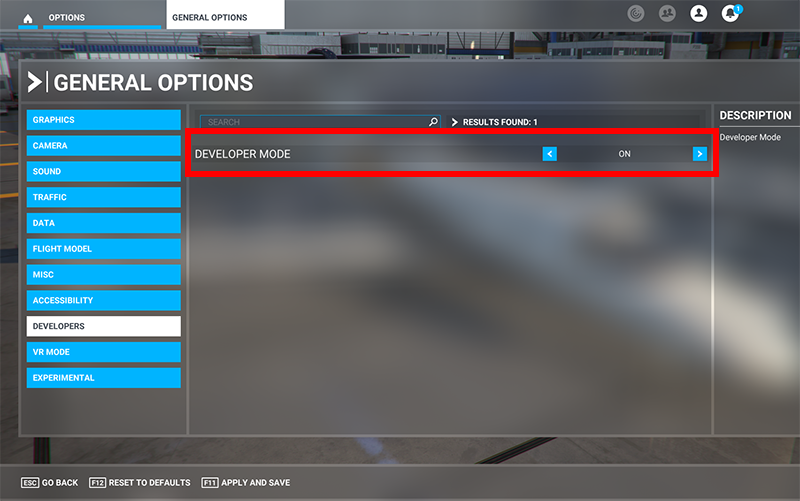 OPTIONS
GENERAL OPTIONS
1
GENERAL OPTIONS
GRAPHICS
CAMERA
SOUND
TRAFFIC
DATA
FLIGHT MODEL
MISC
ACCESSIBILITY
DEVELOPERS
VR MODE
EXPERIMENTAL
SEARCH
RESULTS FOUND: 1
DEVELOPER MODE
ON
DESCRIPTION
Developer Mode
ESC GO BACK
F12 RESET TO DEFAULTS
F11 APPLY AND SAVE